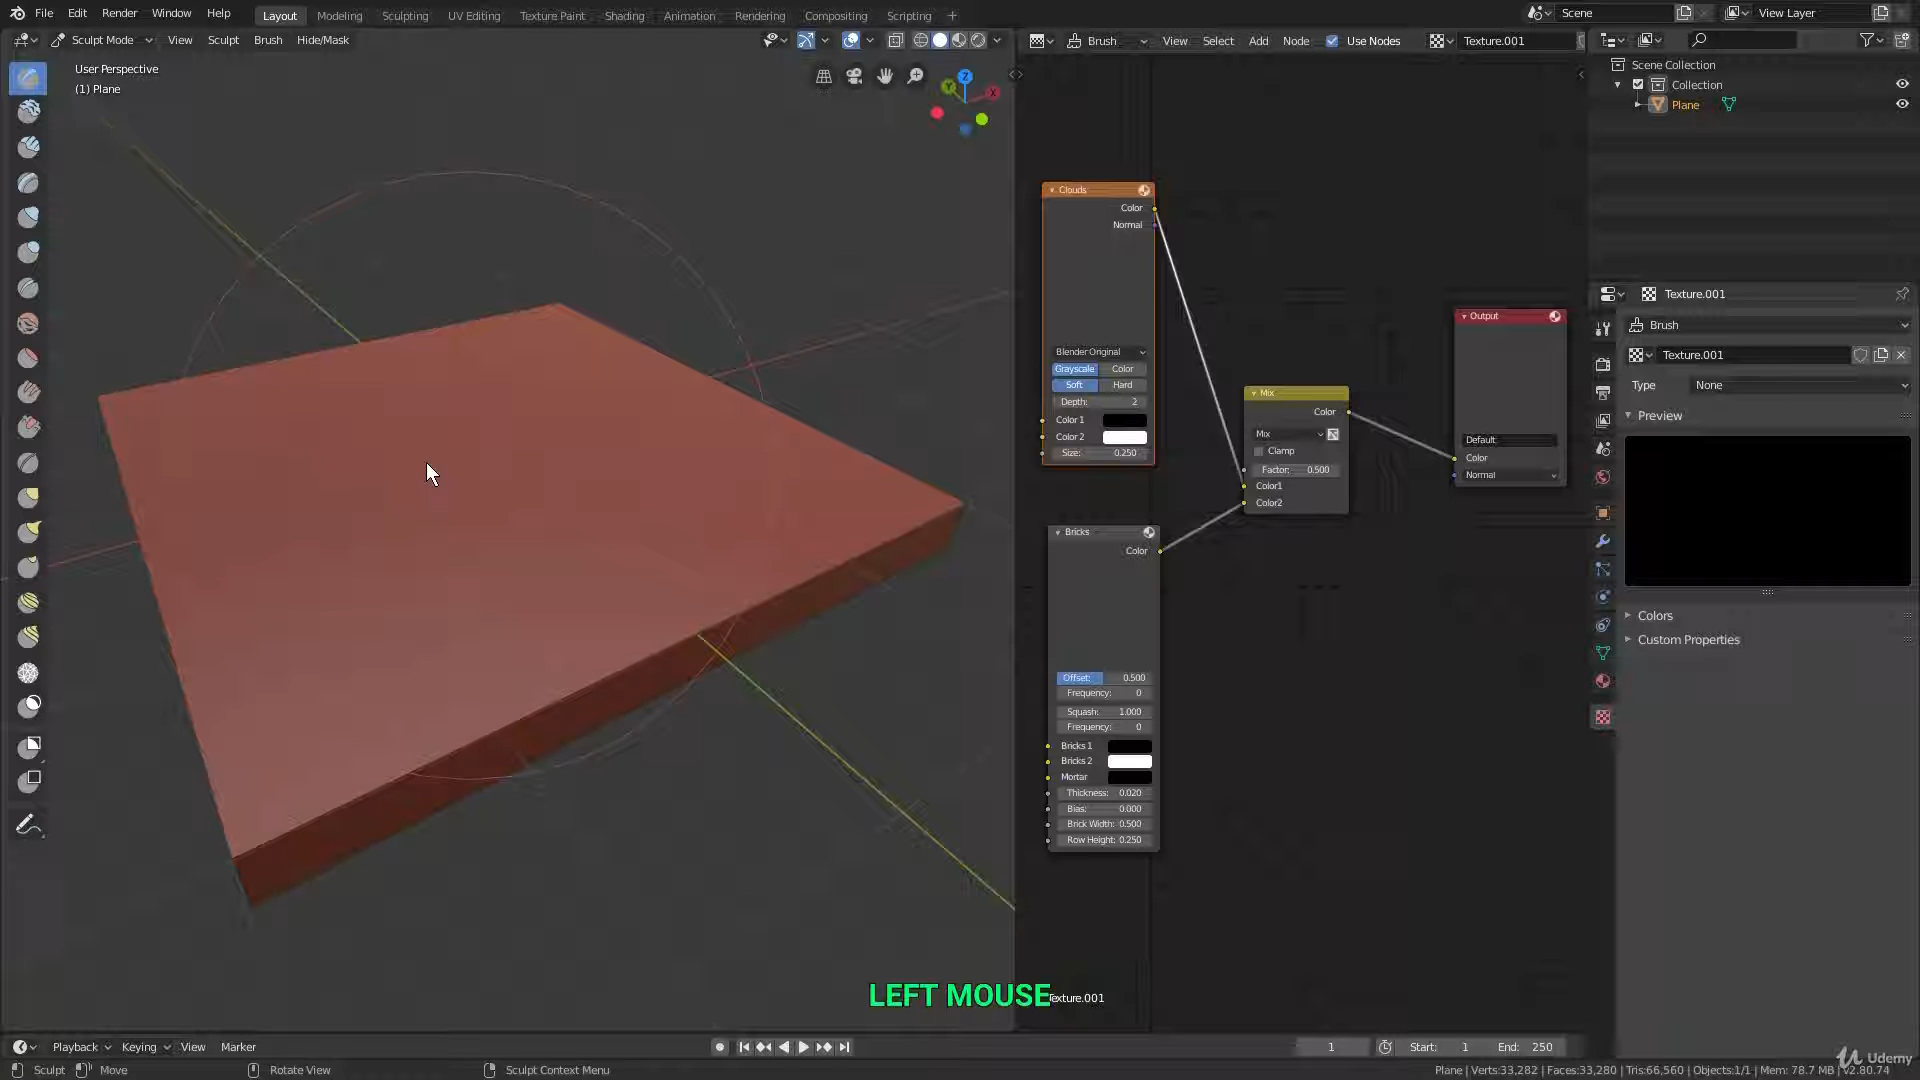 File Edit Render Window Help Layout Modeling Sculpting UV Editing Texture Paint Shading Animation Rendering Compositing Scripting + Scene View Layer
Sculpt Mode View Sculpt Brush Hide/Mask
Brush View Select Add Node Use Nodes Texture.001
User Perspective
(1) Plane
Z
Y
X
Scene Collection
Collection
Plane
Clouds
Color
Normal
Blender Original
Grayscale Color
Soft Hard
Depth: 2
Color 1
Color 2
Size: 0.250
Bricks
Color
Offset: 0.500
Frequency: 0
Squash: 1.000
Frequency: 0
Bricks 1
Bricks 2
Mortar
Thickness: 0.020
Bias: 0.000
Brick Width: 0.500
Row Height: 0.250
Mix
Color
Mix
Clamp
Factor: 0.500
Color1
Color2
Output
Default
Color
Normal
Texture.001
Brush
Texture.001
Type None
Preview
Colors
Custom Properties
LEFT MOUSE
Texture.001
Playback Keying View Marker 1 Start: 1 End: 250
Sculpt Move Rotate View Sculpt Context Menu
Plane | Verts:33,282 | Faces:33,280 | Tris:66,560 | Objects:1/1 | Mem: 78.7 MB | v2.80.74
Udemy